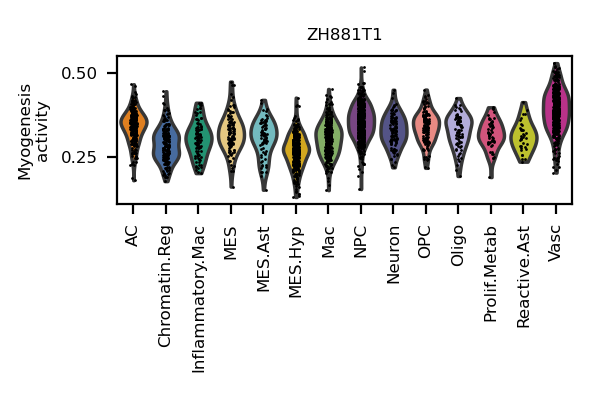 ZH881T1
Myogenesis
activity
0.50
0.25
AC
Chromatin.Reg
Inflammatory.Mac
MES
MES.Ast
MES.Hyp
Mac
NPC
Neuron
OPC
Oligo
Prolif.Metab
Reactive.Ast
Vasc